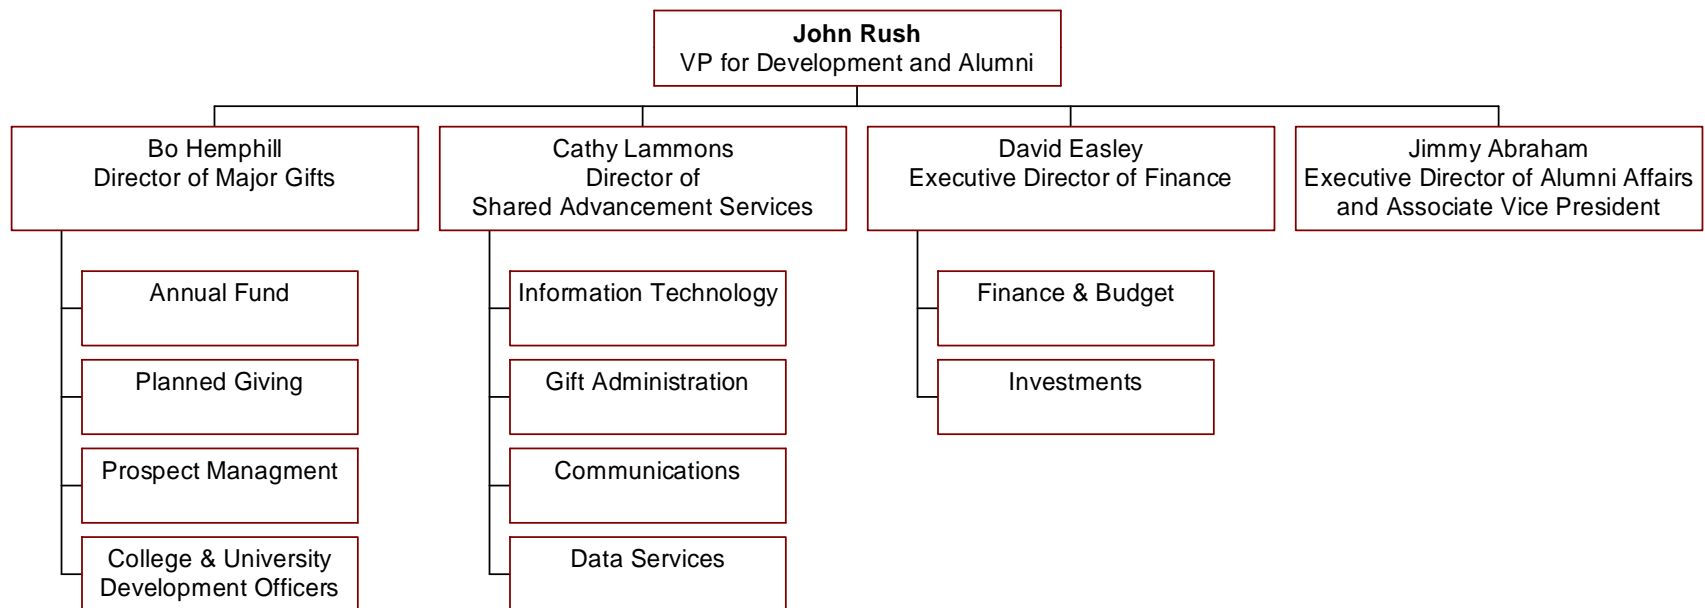 John Rush
VP for Development and Alumni
Bo Hemphill
Director of Major Gifts
Cathy Lammons
Director of
Shared Advancement Services
David Easley
Executive Director of Finance
Jimmy Abraham
Executive Director of Alumni Affairs
and Associate Vice President
Annual Fund
Planned Giving
Prospect Managment
College & University
Development Officers
Information Technology
Gift Administration
Communications
Data Services
Finance & Budget
Investments